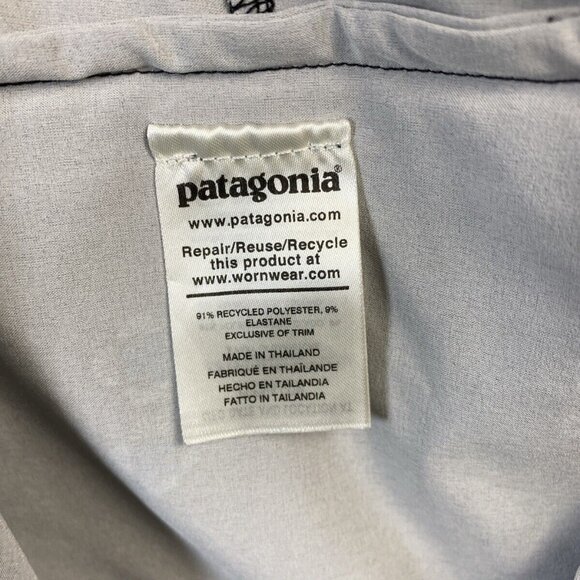 patagonia®
www.patagonia.com
Repair/Reuse/Recycle
this product at
www.wornwear.com
91% RECYCLED POLYESTER, 9%
ELASTANE
EXCLUSIVE OF TRIM
MADE IN THAILAND
FABRIQUÉ EN THAÏLANDE
HECHO EN TAILANDIA
FATTO IN TAILANDIA